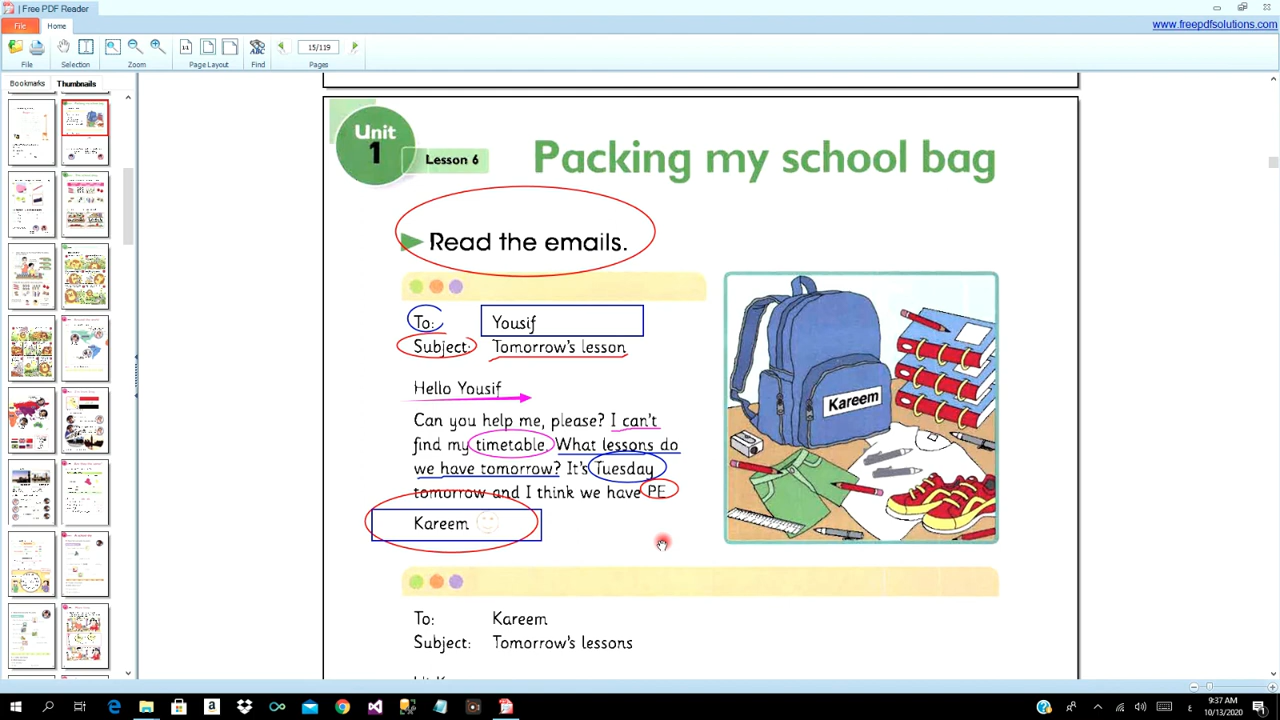 Free PDF Reader
File
Home
www.freepdfsolutions.com
15/119
File
Selection
Zoom
Page Layout
Find
Pages
Bookmarks
Thumbnails
Unit
1
Lesson 6
Packing my school bag
Read the emails.
To: Yousif
Subject: Tomorrow's lesson
Hello Yousif
Can you help me, please? I can't
find my timetable. What lessons do
we have tomorrow? It's Tuesday
tomorrow and I think we have PE
Kareem
Kareem
To: Kareem
Subject: Tomorrow's lessons
9:37 AM
10/13/2020